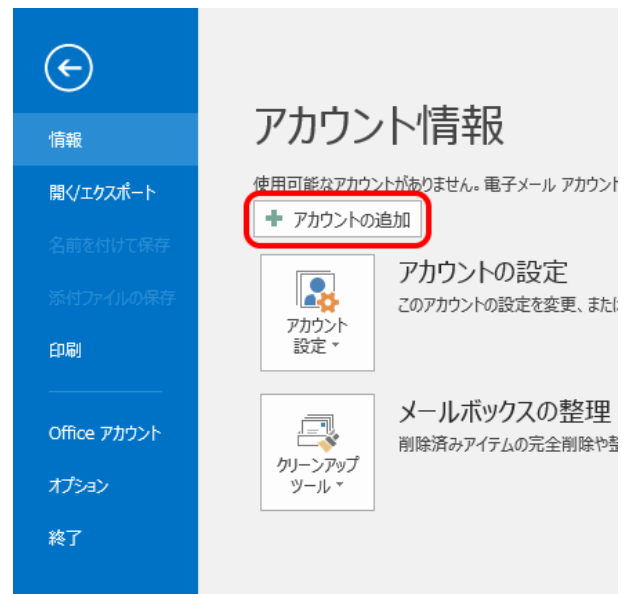 情報
開く/エクスポート
名前を付けて保存
添付ファイルの保存
印刷
Office アカウント
オプション
終了
アカウント情報
使用可能なアカウントがありません。電子メール アカウント
アカウントの追加
アカウント
設定
アカウントの設定
このアカウントの設定を変更、また
クリーンアップ
ツール
メールボックスの整理
削除済みアイテムの完全削除や